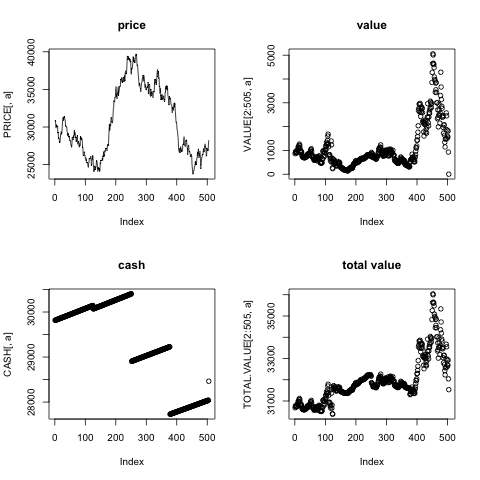 price
PRICE[, a]
25000 30000 35000 40000
0 100 200 300 400 500
Index
value
VALUE[2:505, a]
0 1000 3000 5000
0 100 200 300 400 500
Index
cash
CASH[, a]
28000 29000 30000
0 100 200 300 400 500
Index
total value
TOTAL.VALUE[2:505, a]
31000 33000 35000
0 100 200 300 400 500
Index